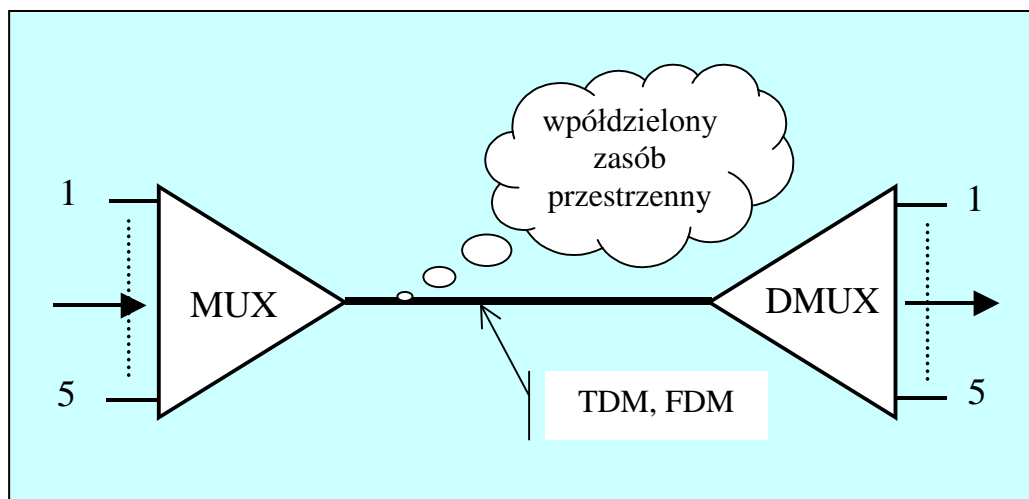 wpółdzielony
zasób
przestrzenny
1
1
MUX
DMUX
5
5
TDM, FDM